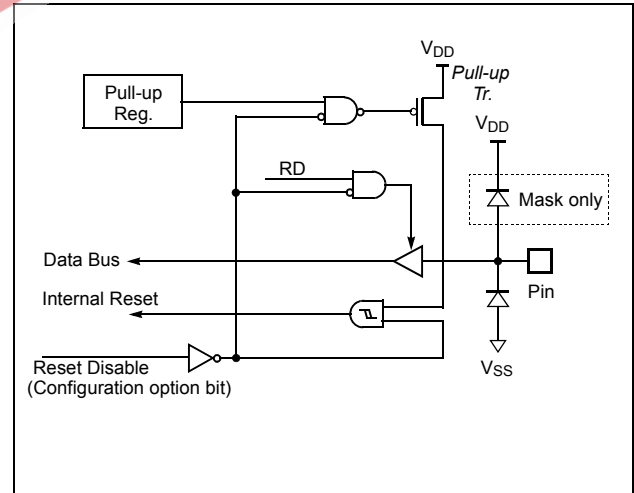 VDD
Pull-up
Tr.
Pull-up
Reg.
VDD
RD
Mask only
Data Bus
Internal Reset
Pin
Reset Disable
(Configuration option bit)
VSS